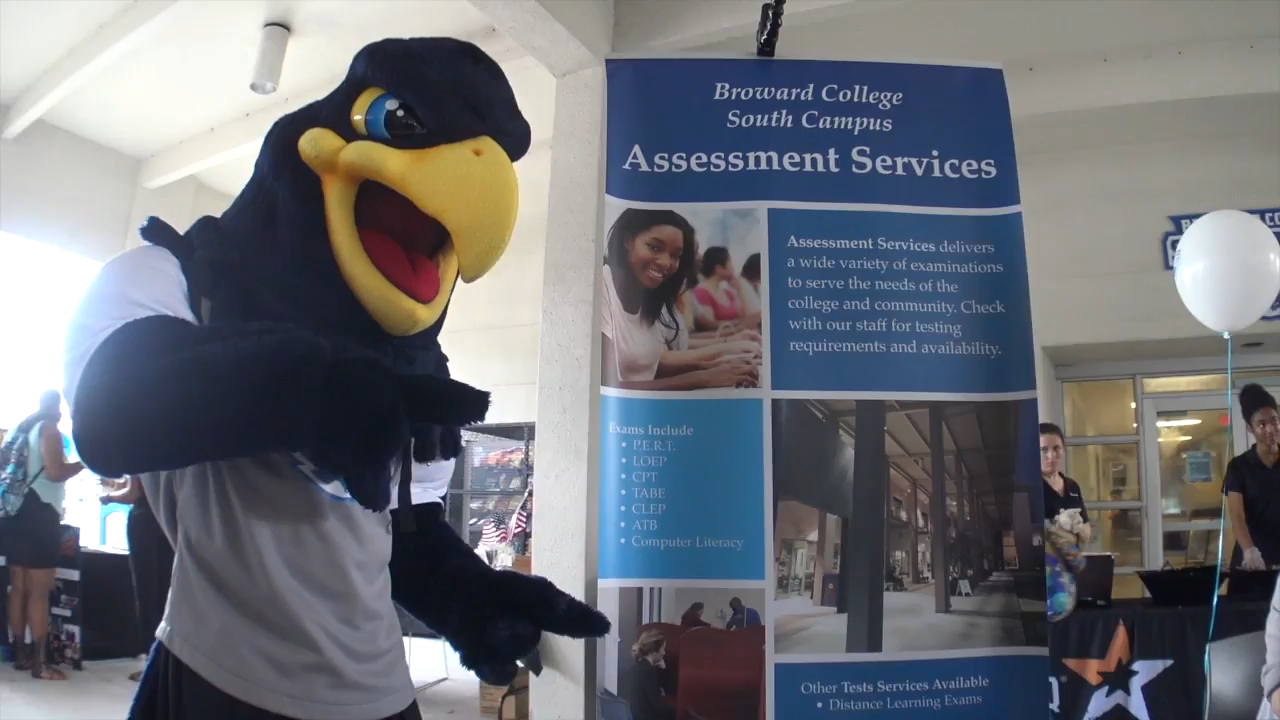 Broward College
South Campus
Assessment Services
Assessment Services delivers
a wide variety of examinations
to serve the needs of the
college and community. Check
with our staff for testing
requirements and availability.
Exams Include
• P.E.R.T.
• LOEP
• CPT
• TABE
• CLEP
• ATB
• Computer Literacy
Other Tests Services Available
• Distance Learning Exams